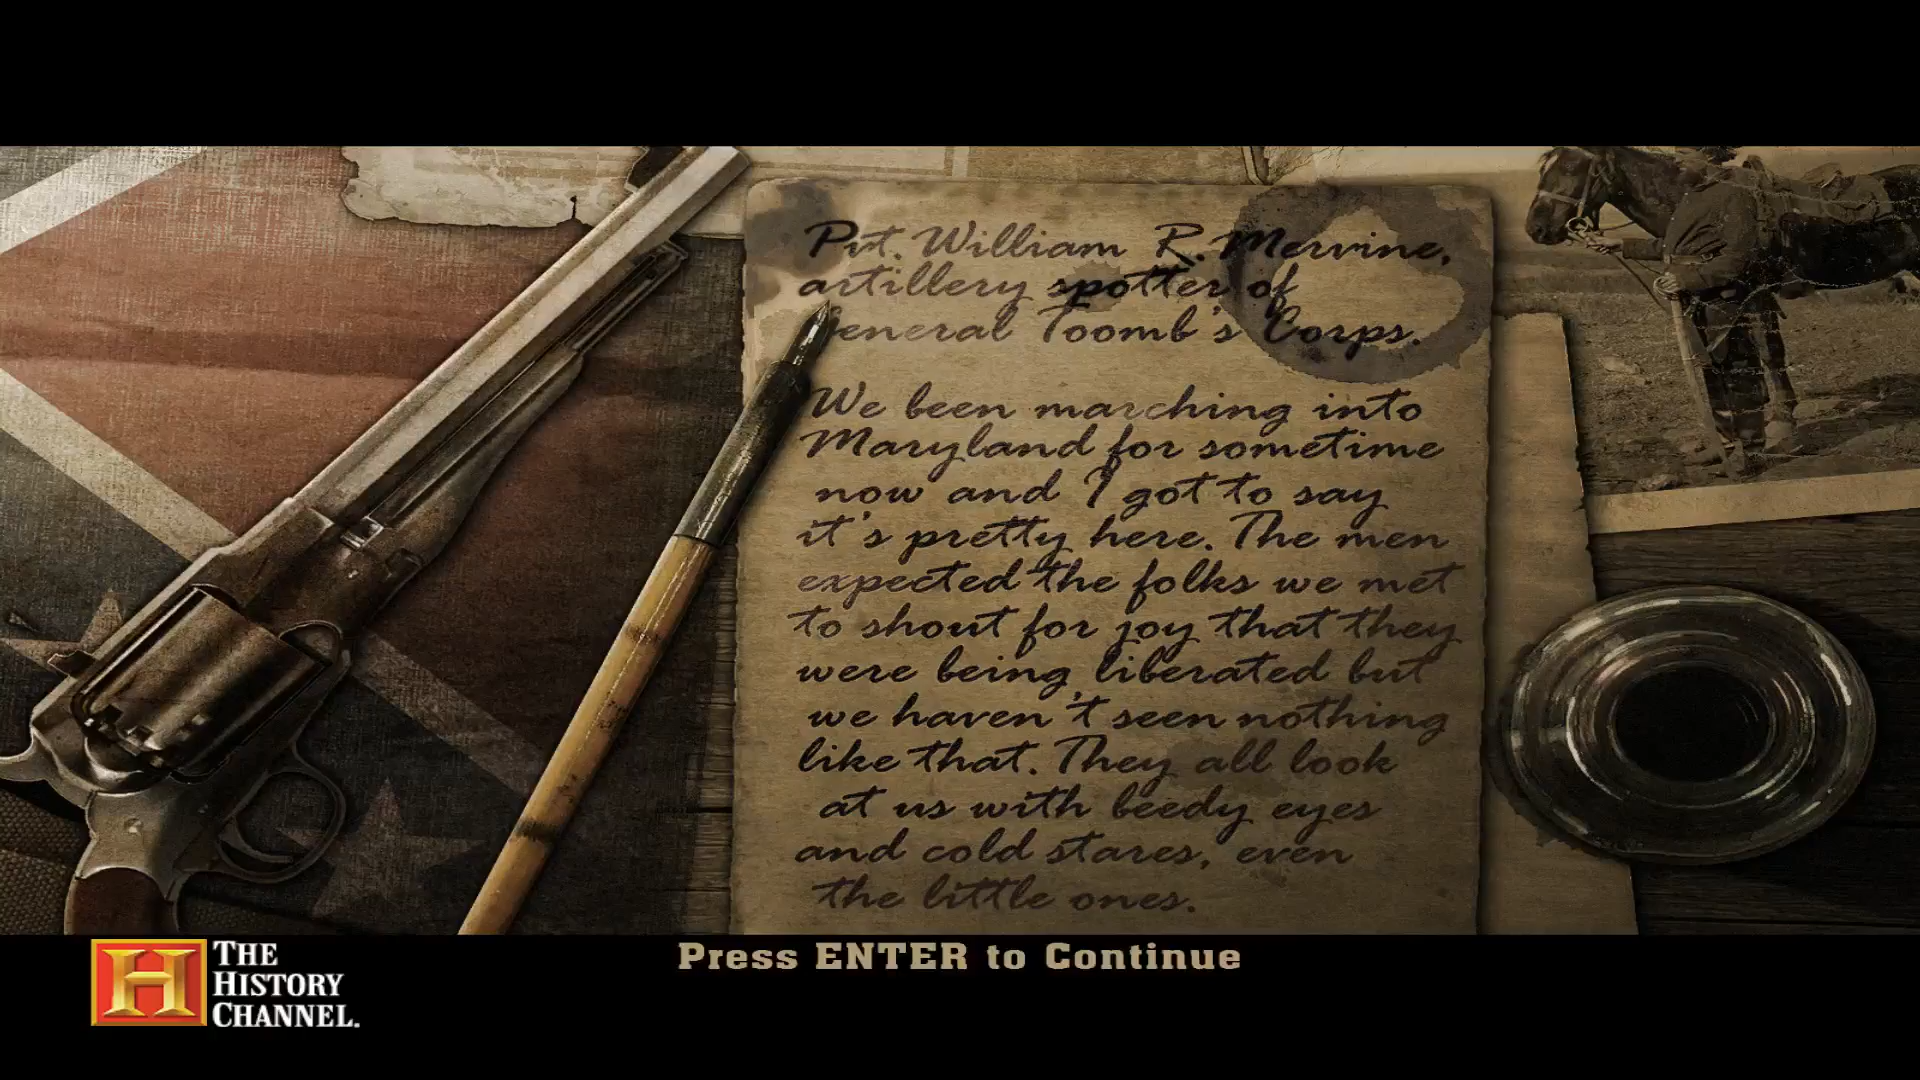 Pvt. William R. Mervine,
artillery spotter of
General Toomb's Corps.
We been marching into
Maryland for sometime
now and I got to say
it's pretty here. The men
expected the folks we met
to shout for joy that they
were being liberated but
we haven't seen nothing
like that. They all look
at us with beedy eyes
and cold stares, even
the little ones.
Press ENTER to Continue
H
THE
HISTORY
CHANNEL.